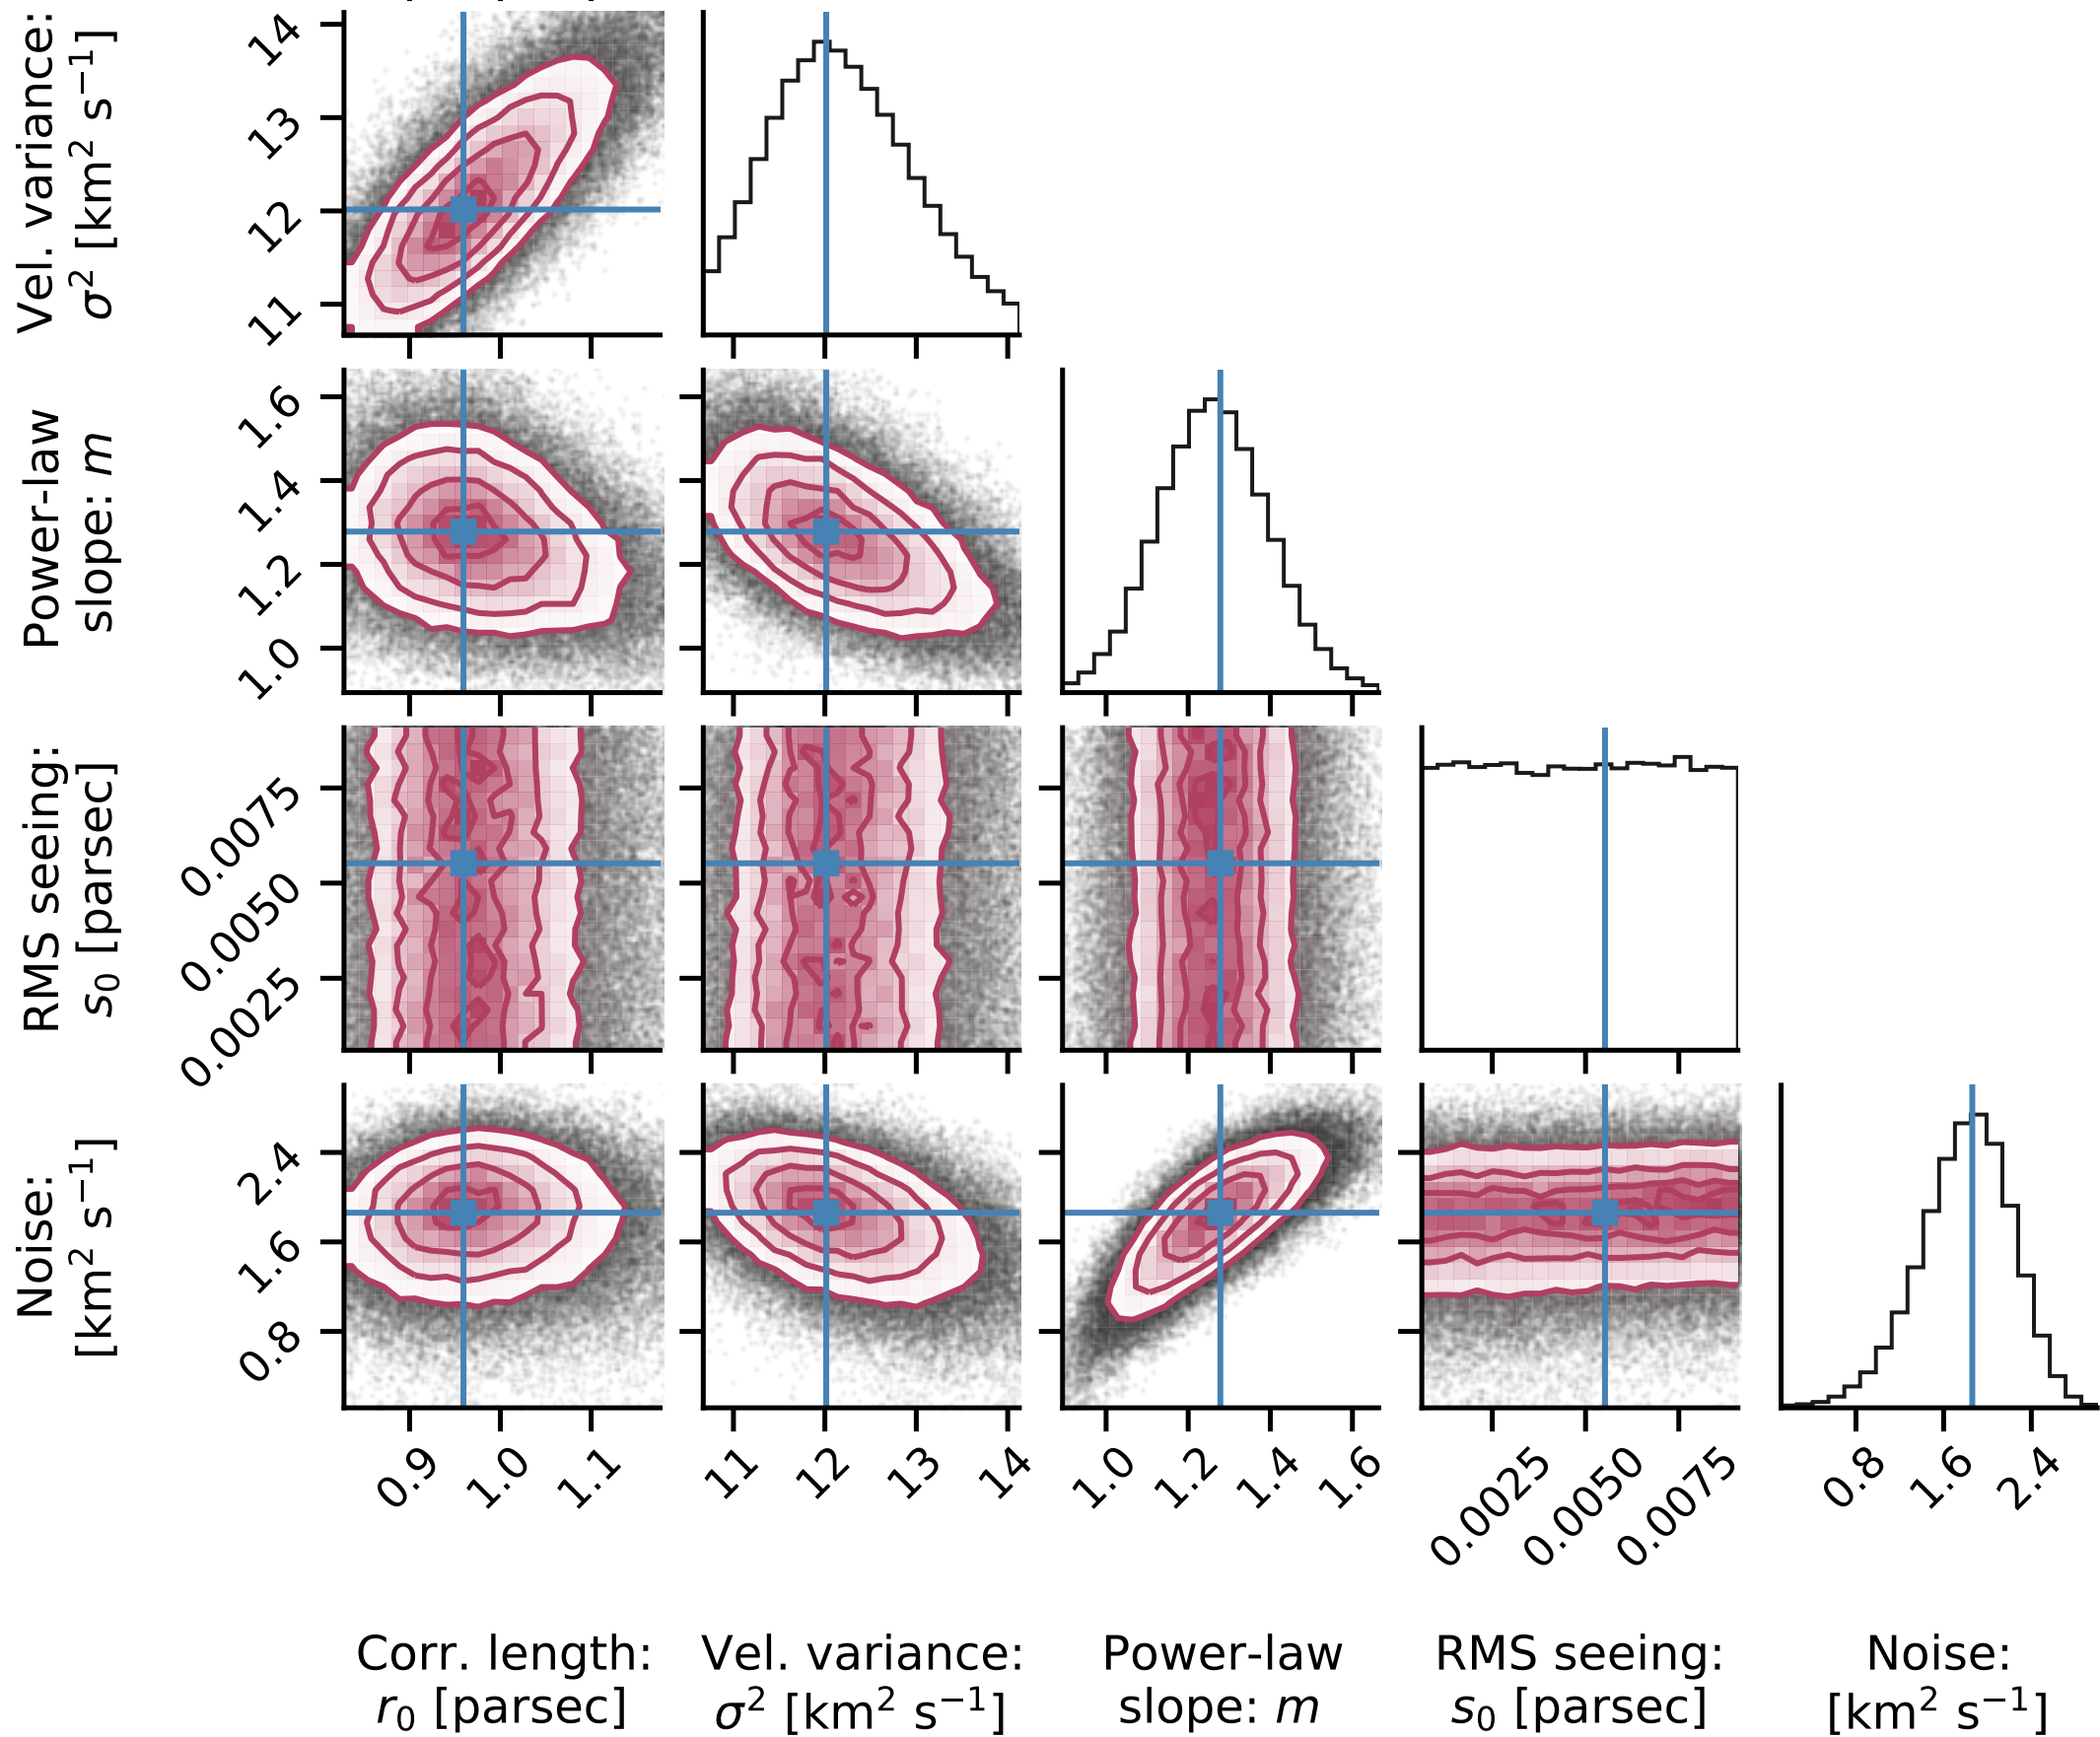 Vel. variance:
σ² [km² s⁻¹]
14
13
12
11
Power-law
slope: m
1.6
1.4
1.2
1.0
RMS seeing:
s₀ [parsec]
0.0075
0.0050
0.0025
Noise:
[km² s⁻¹]
2.4
1.6
0.8
0.9 1.0 1.1 11 12 13 14 1.0 1.2 1.4 1.6 0.0025 0.0050 0.0075 0.8 1.6 2.4
Corr. length: Vel. variance: Power-law RMS seeing: Noise:
r₀ [parsec] σ² [km² s⁻¹] slope: m s₀ [parsec] [km² s⁻¹]